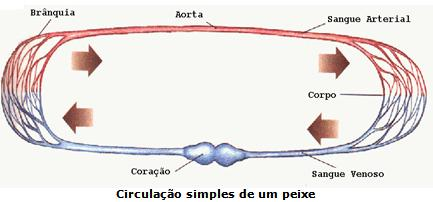 Brânquia
Aorta
Sangue Arterial
Corpo
Coração
Sangue Venoso
Circulação simples de um peixe